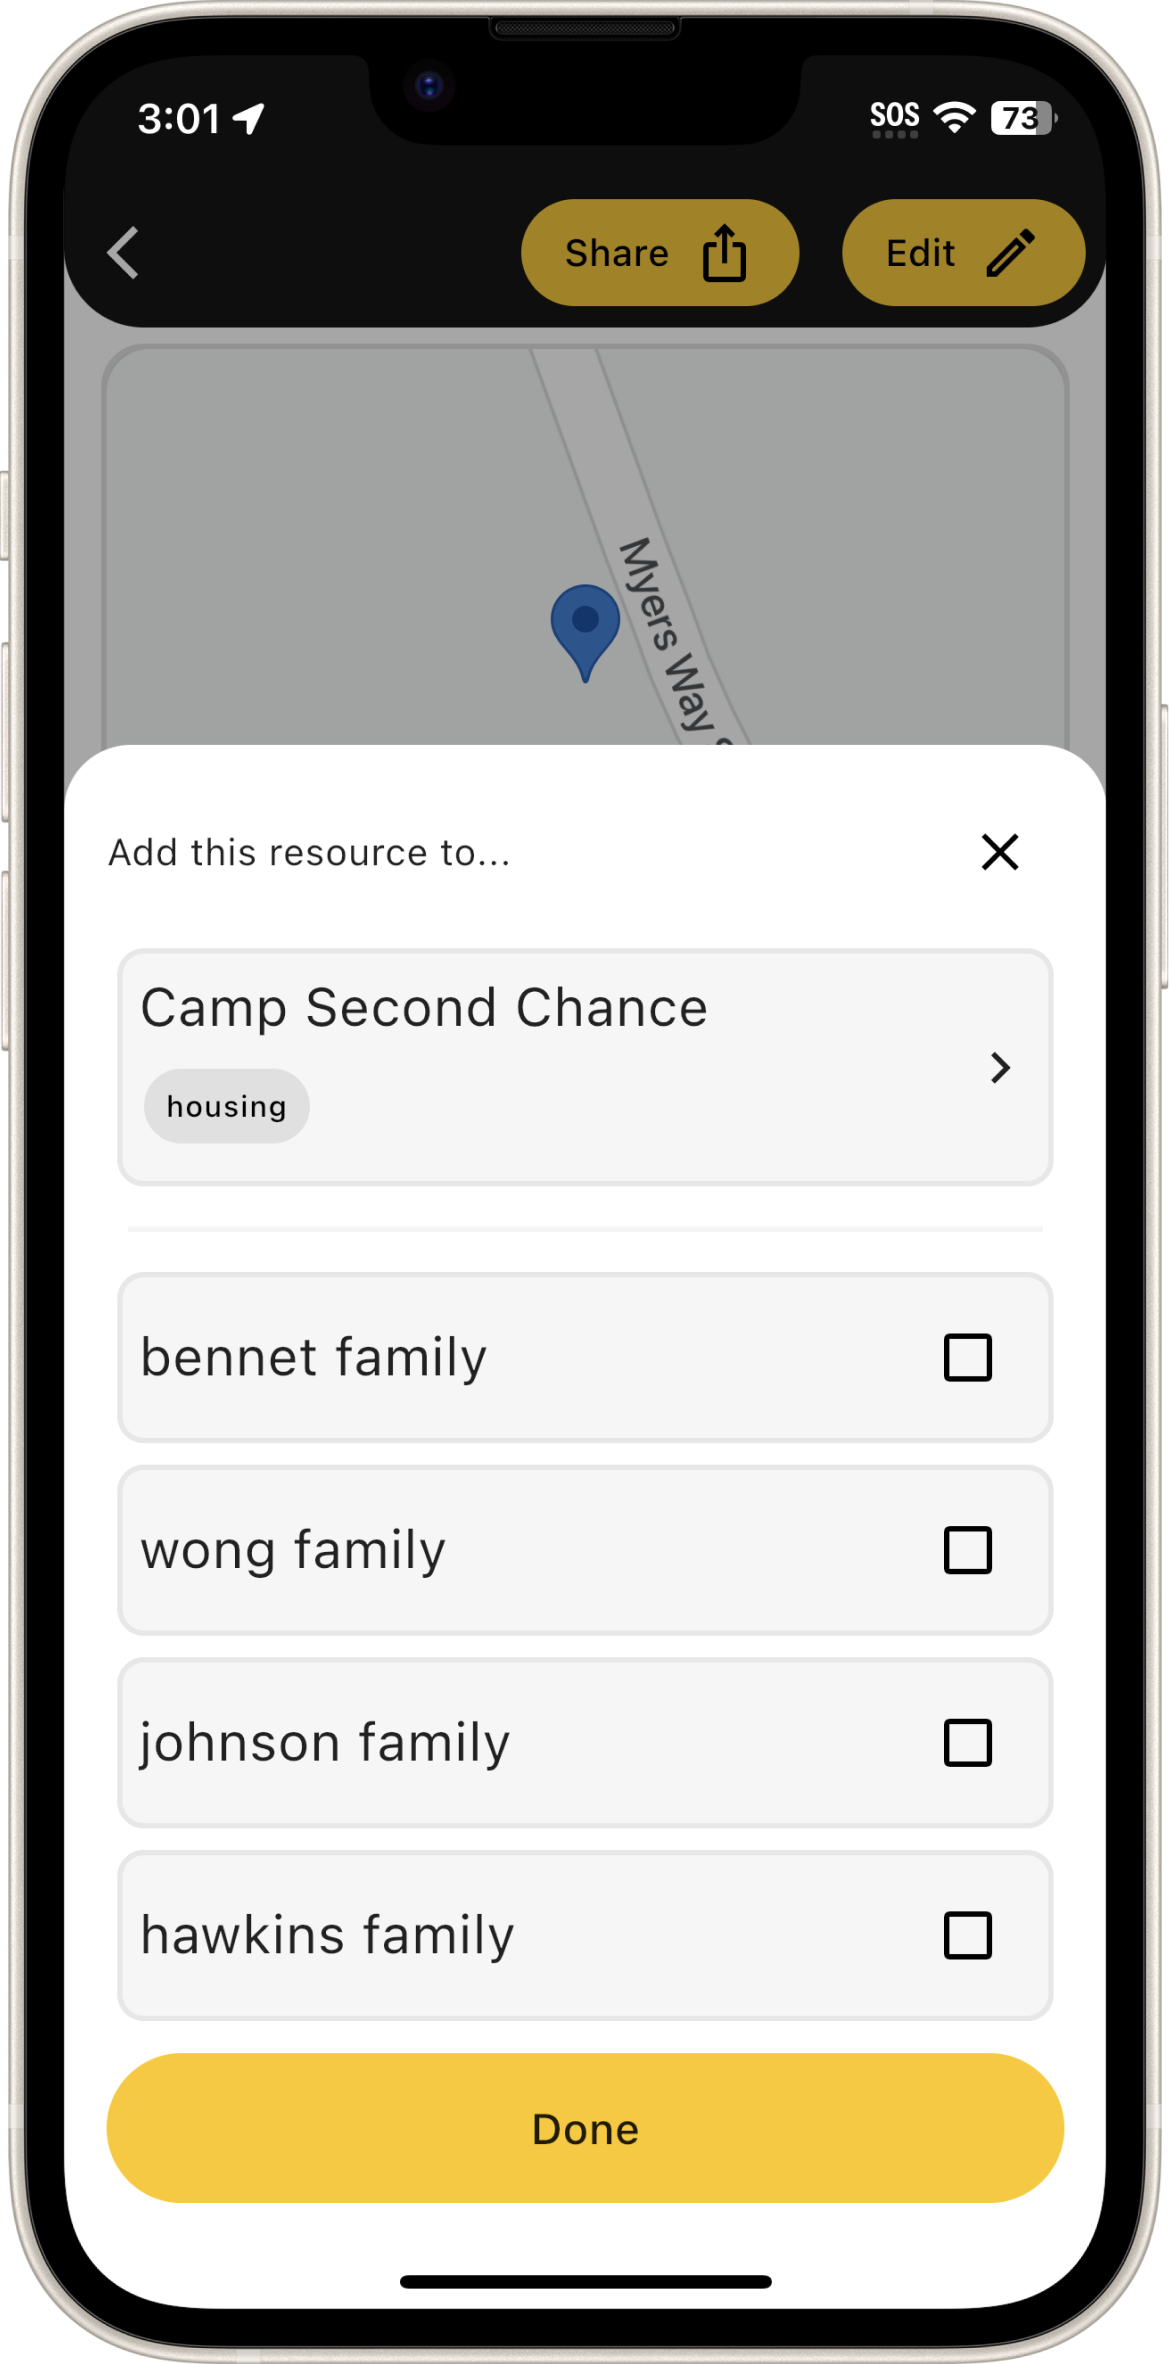 3:01
SOS
73
Share
Edit
Myers Way
Add this resource to...
Camp Second Chance
housing
bennet family
wong family
johnson family
hawkins family
Done